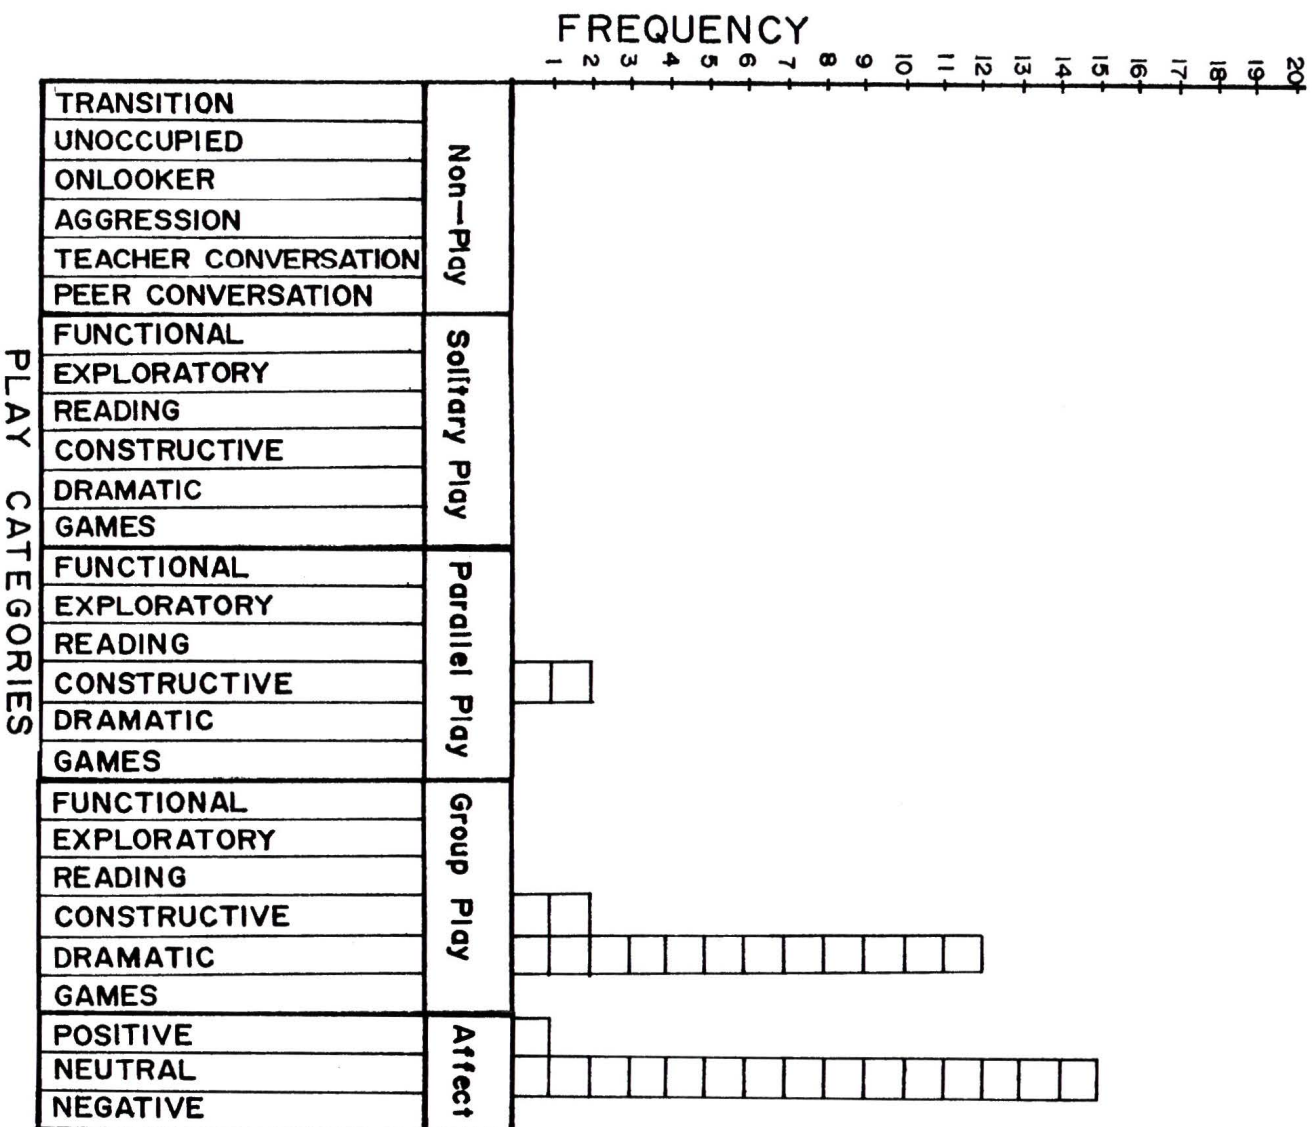 FREQUENCY
1 2 3 4 5 6 7 8 9 10 11 12 13 14 15 16 17 18 19 20
PLAY CATEGORIES
Non-Play
TRANSITION
UNOCCUPIED
ONLOOKER
AGGRESSION
TEACHER CONVERSATION
PEER CONVERSATION
Solitary Play
FUNCTIONAL
EXPLORATORY
READING
CONSTRUCTIVE
DRAMATIC
GAMES
Parallel Play
FUNCTIONAL
EXPLORATORY
READING
CONSTRUCTIVE
DRAMATIC
GAMES
Group Play
FUNCTIONAL
EXPLORATORY
READING
CONSTRUCTIVE
DRAMATIC
GAMES
Affect
POSITIVE
NEUTRAL
NEGATIVE